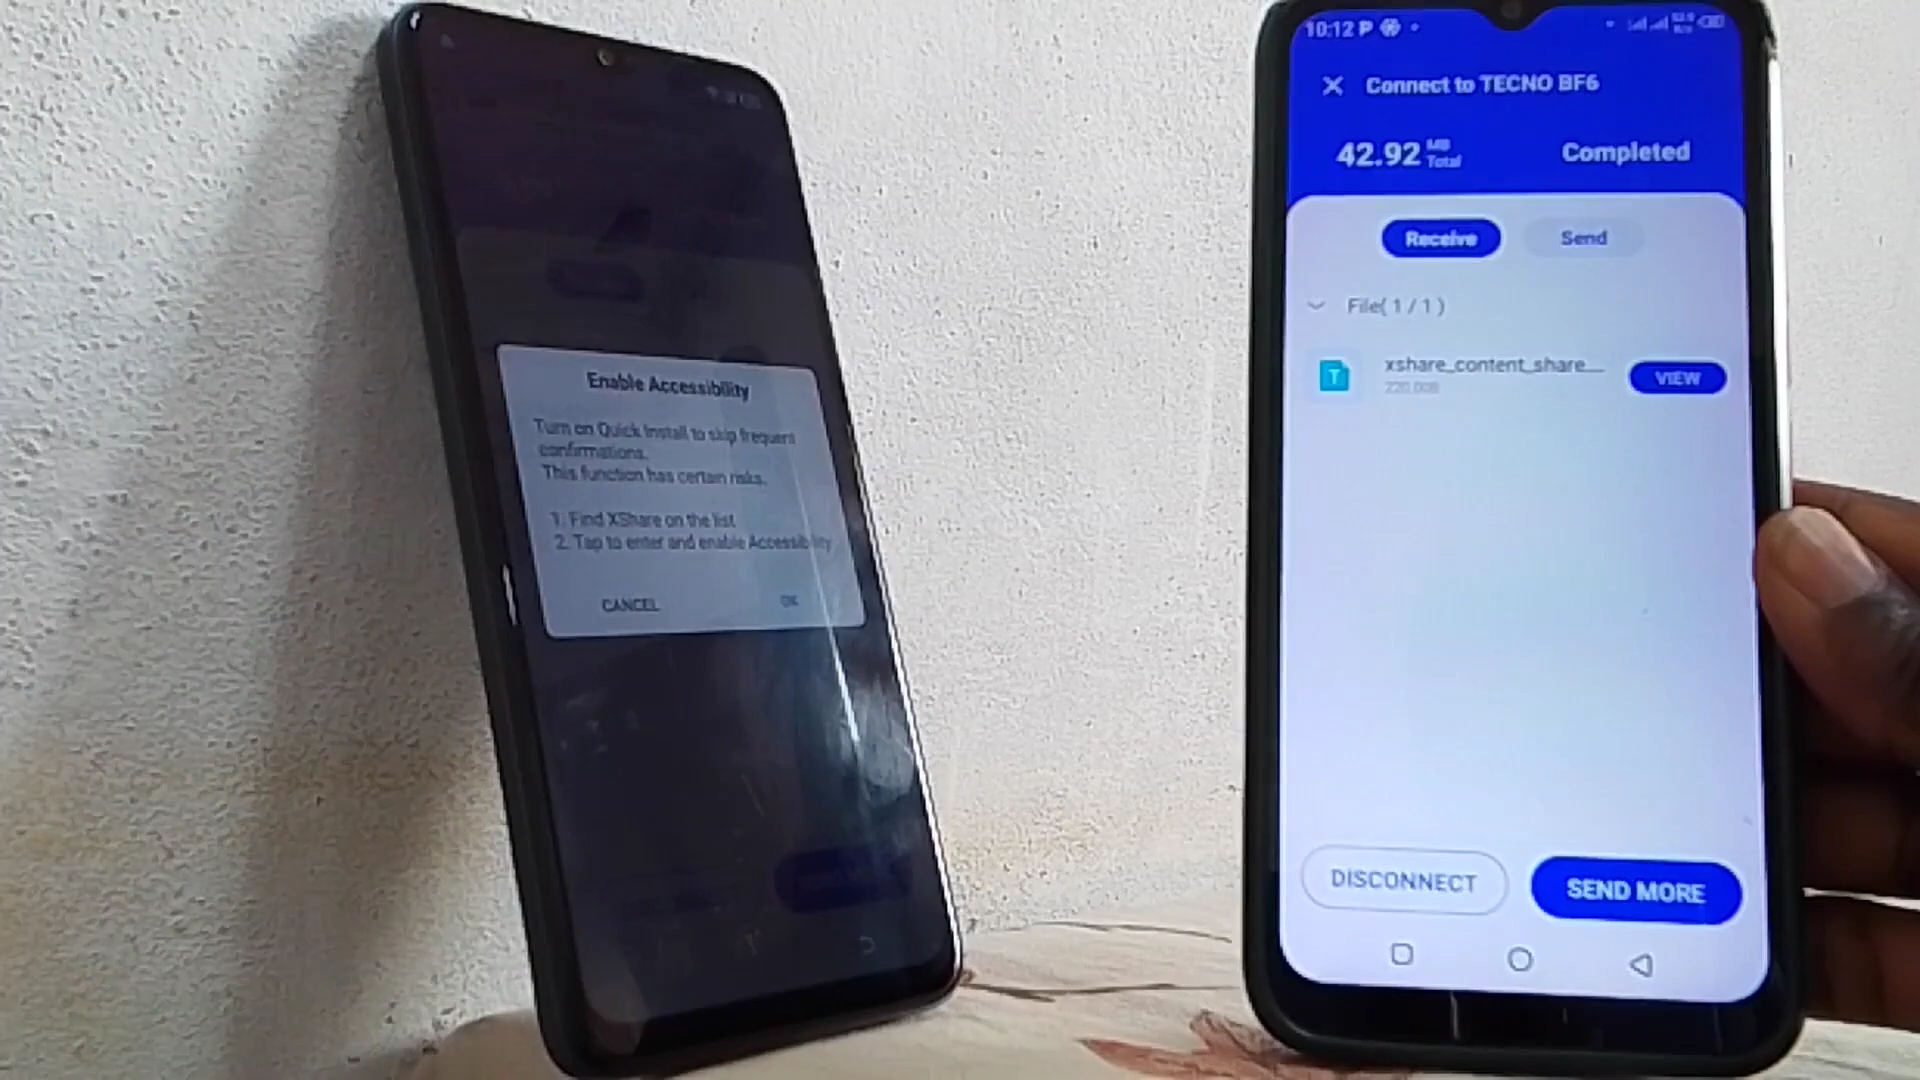 Enable Accessibility
Turn on Quick Install to skip frequent
confirmations.
This function has certain risks.
1. Find XShare on the list
2. Tap to enter and enable Accessibility
CANCEL
OK
10:12
Connect to TECNO BF6
42.92 MB Total
Completed
Receive
Send
File( 1 / 1 )
xshare_content_share...
VIEW
DISCONNECT
SEND MORE